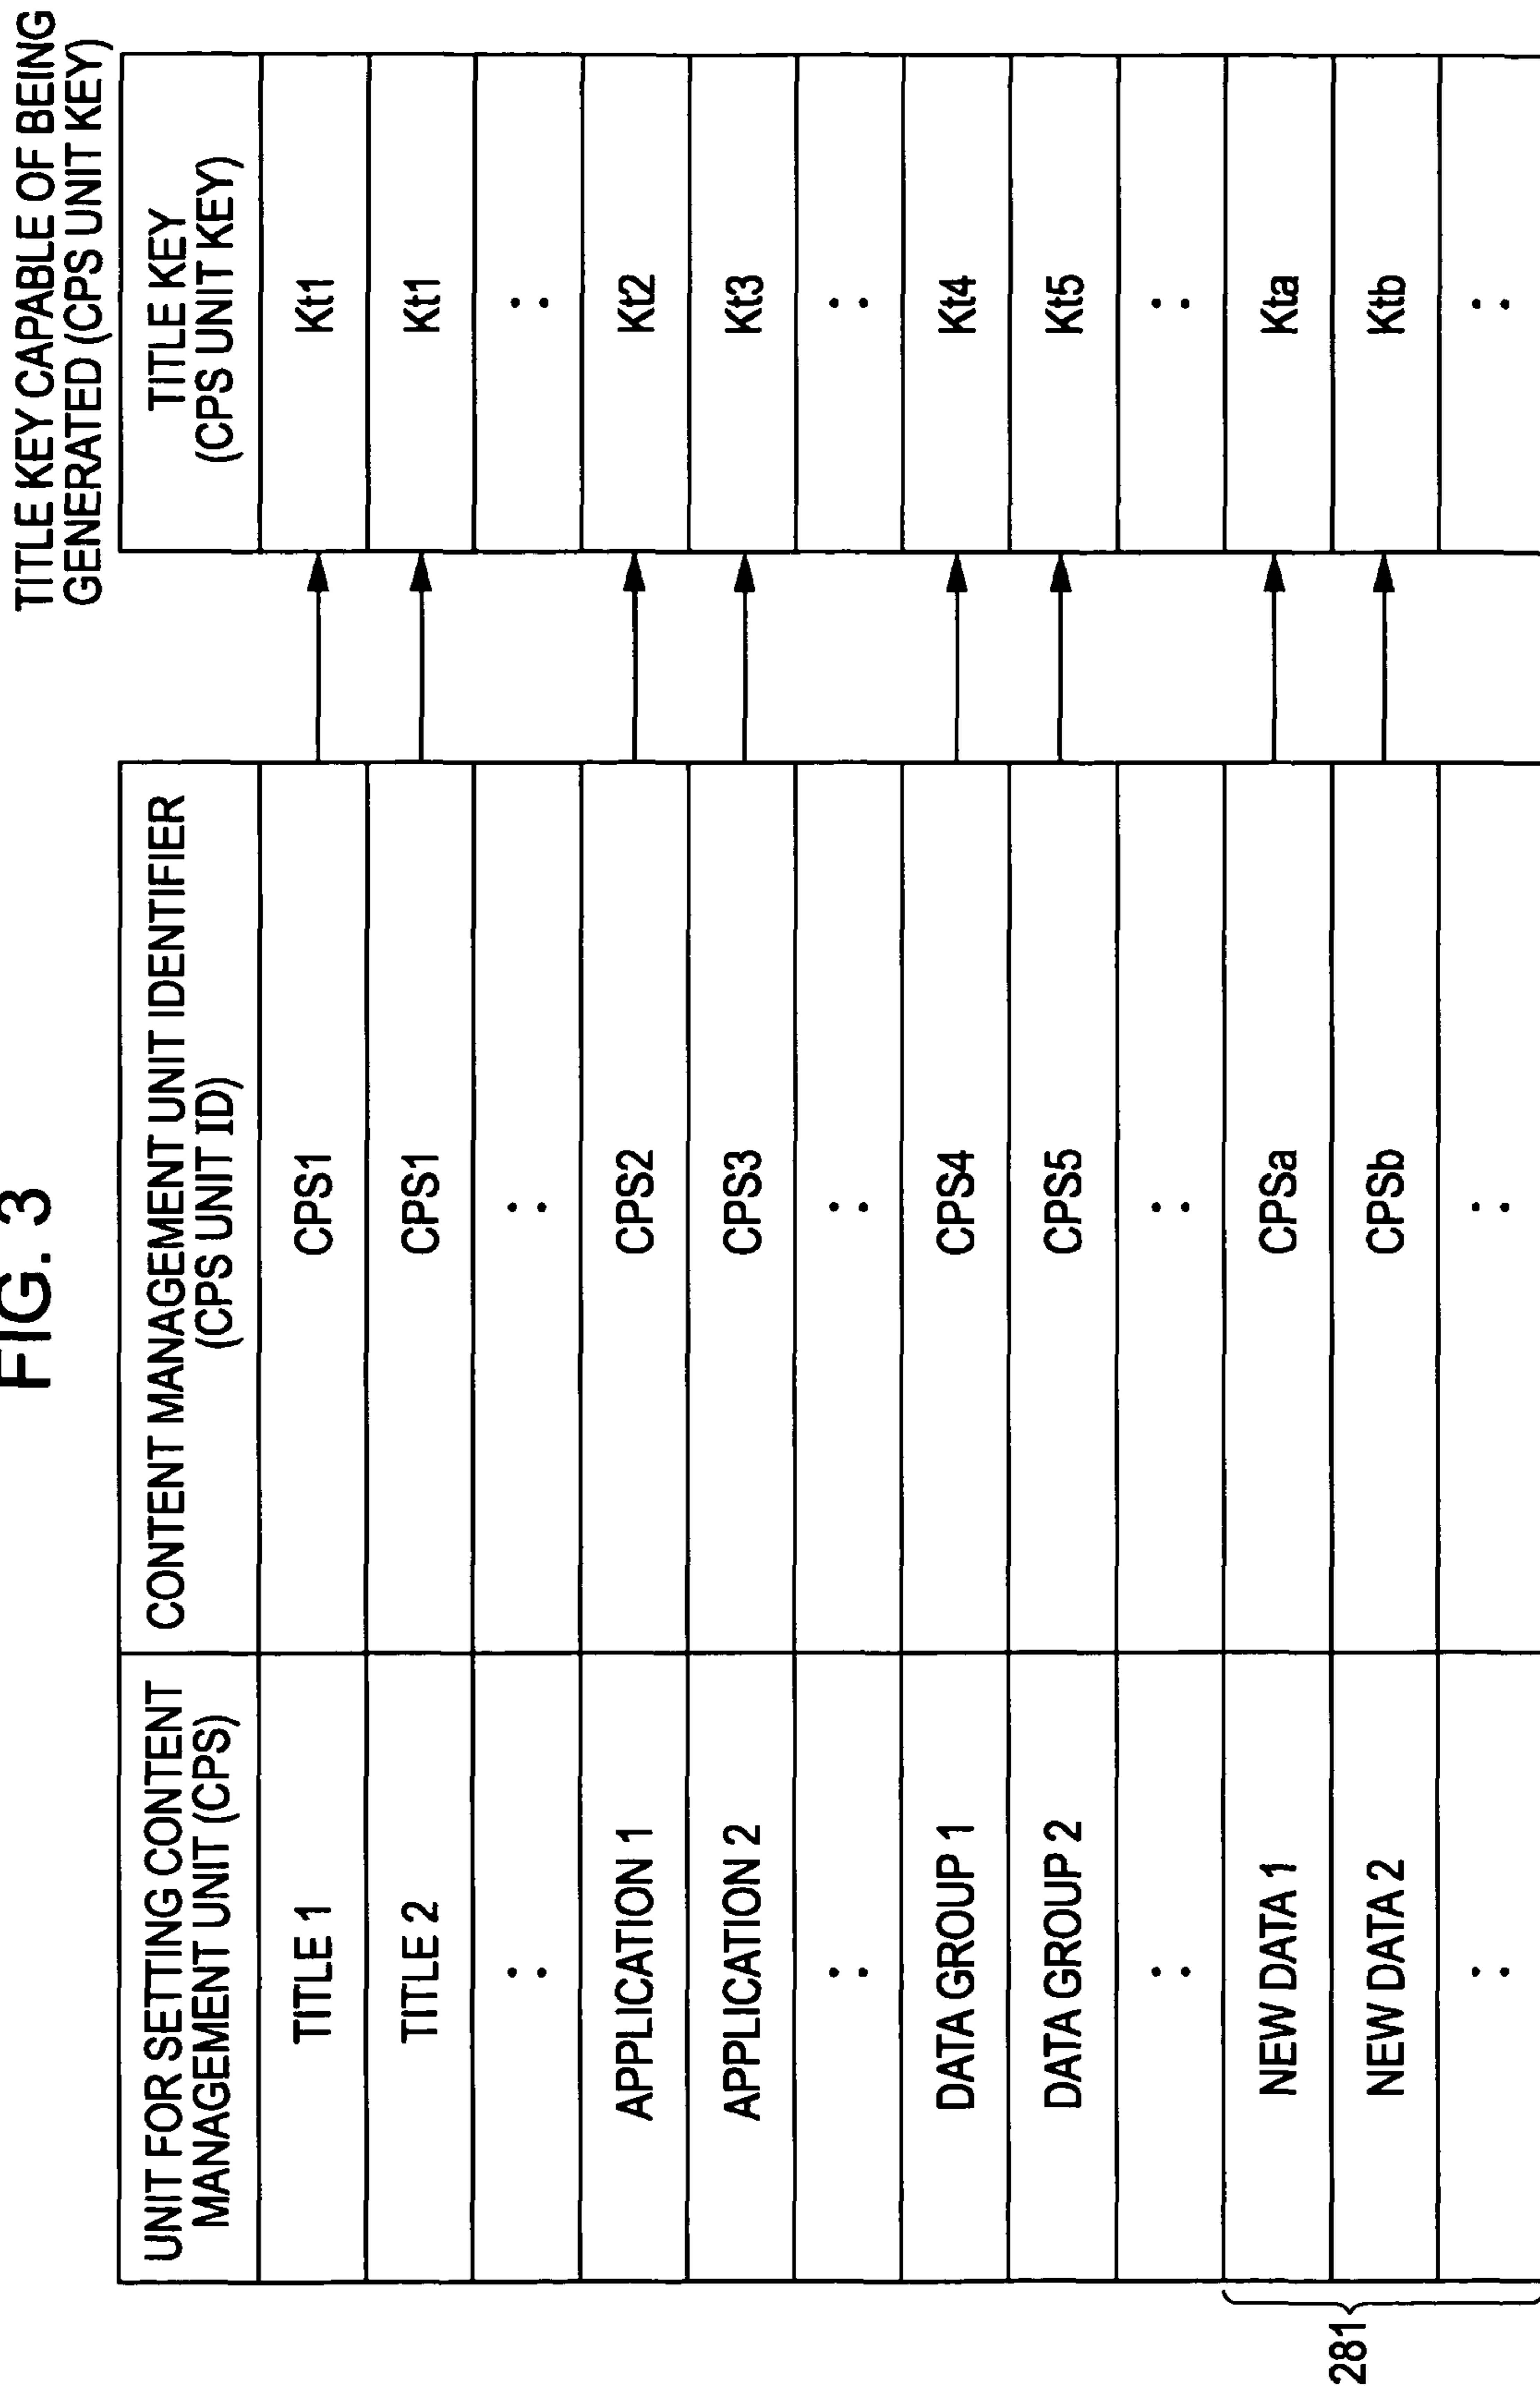 FIG. 3
TITLE KEY CAPABLE OF BEING
GENERATED (CPS UNIT KEY)
UNIT FOR SETTING CONTENT
MANAGEMENT UNIT (CPS)
CONTENT MANAGEMENT UNIT IDENTIFIER
(CPS UNIT ID)
TITLE KEY
(CPS UNIT KEY)
TITLE 1 CPS1 Kt1
TITLE 2 CPS1 Kt1
: : :
APPLICATION 1 CPS2 Kt2
APPLICATION 2 CPS3 Kt3
: : :
DATA GROUP 1 CPS4 Kt4
DATA GROUP 2 CPS5 Kt5
: : :
NEW DATA 1 CPSa Kta
NEW DATA 2 CPSb Ktb
: : :
281